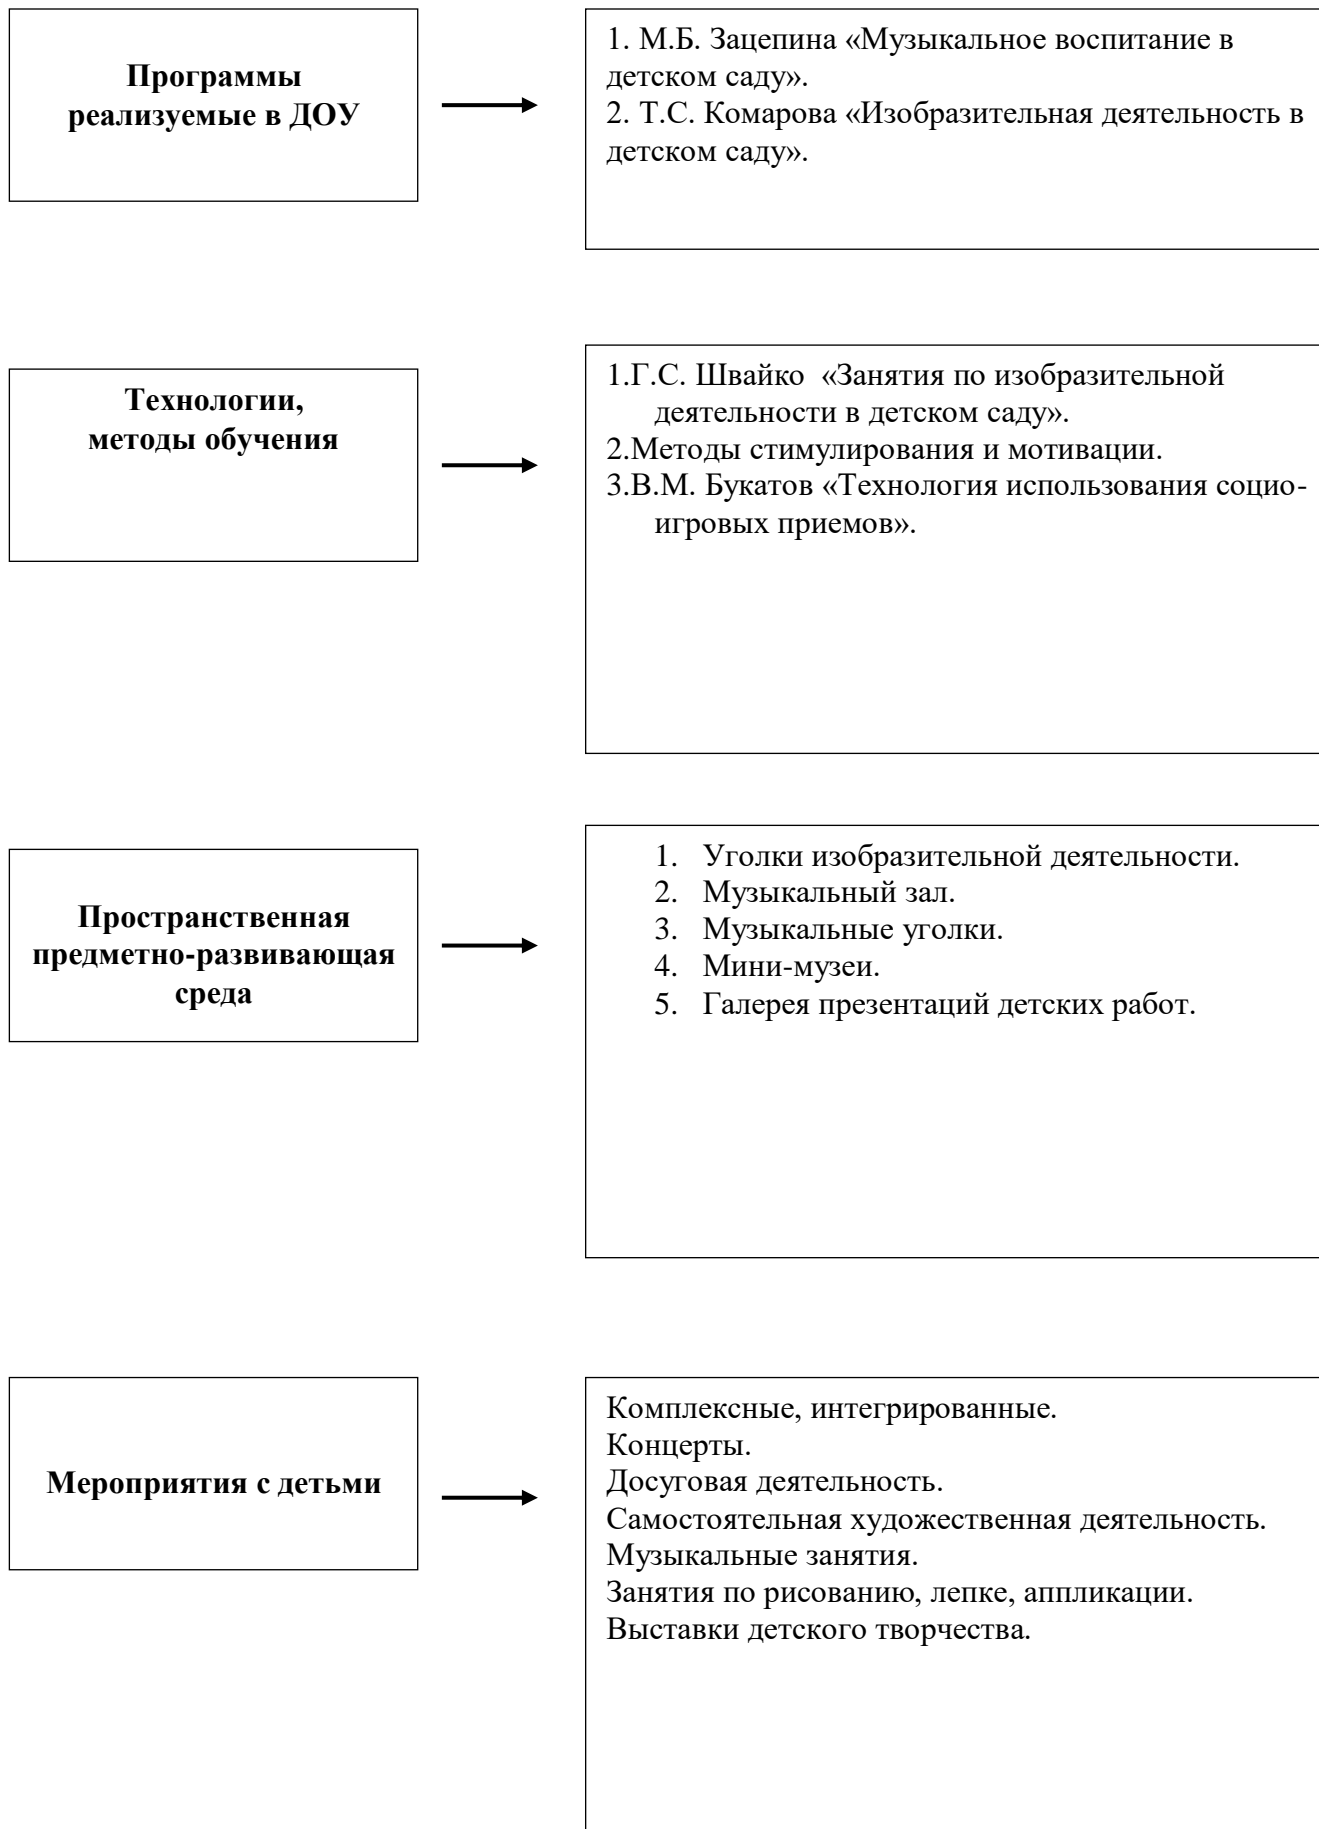 Программы
реализуемые в ДОУ
1. М.Б. Зацепина «Музыкальное воспитание в
детском саду».
2. Т.С. Комарова «Изобразительная деятельность в
детском саду».
Технологии,
методы обучения
1.Г.С. Швайко «Занятия по изобразительной
деятельности в детском саду».
2.Методы стимулирования и мотивации.
3.В.М. Букатов «Технология использования социо-
игровых приемов».
Пространственная
предметно-развивающая
среда
1. Уголки изобразительной деятельности.
2. Музыкальный зал.
3. Музыкальные уголки.
4. Мини-музеи.
5. Галерея презентаций детских работ.
Мероприятия с детьми
Комплексные, интегрированные.
Концерты.
Досуговая деятельность.
Самостоятельная художественная деятельность.
Музыкальные занятия.
Занятия по рисованию, лепке, аппликации.
Выставки детского творчества.